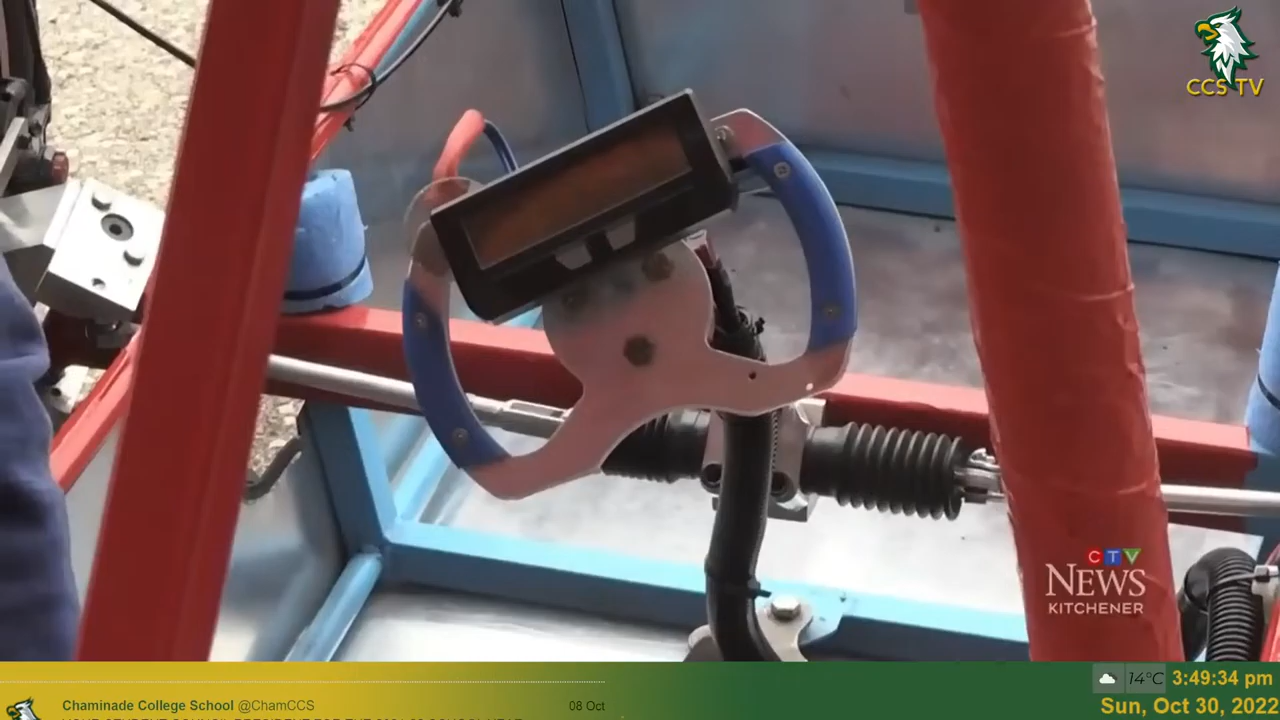 CCS TV
CTV
NEWS
KITCHENER
14°C
3:49:34 pm
Sun, Oct 30, 2022
Chaminade College School @ChamCCS
08 Oct